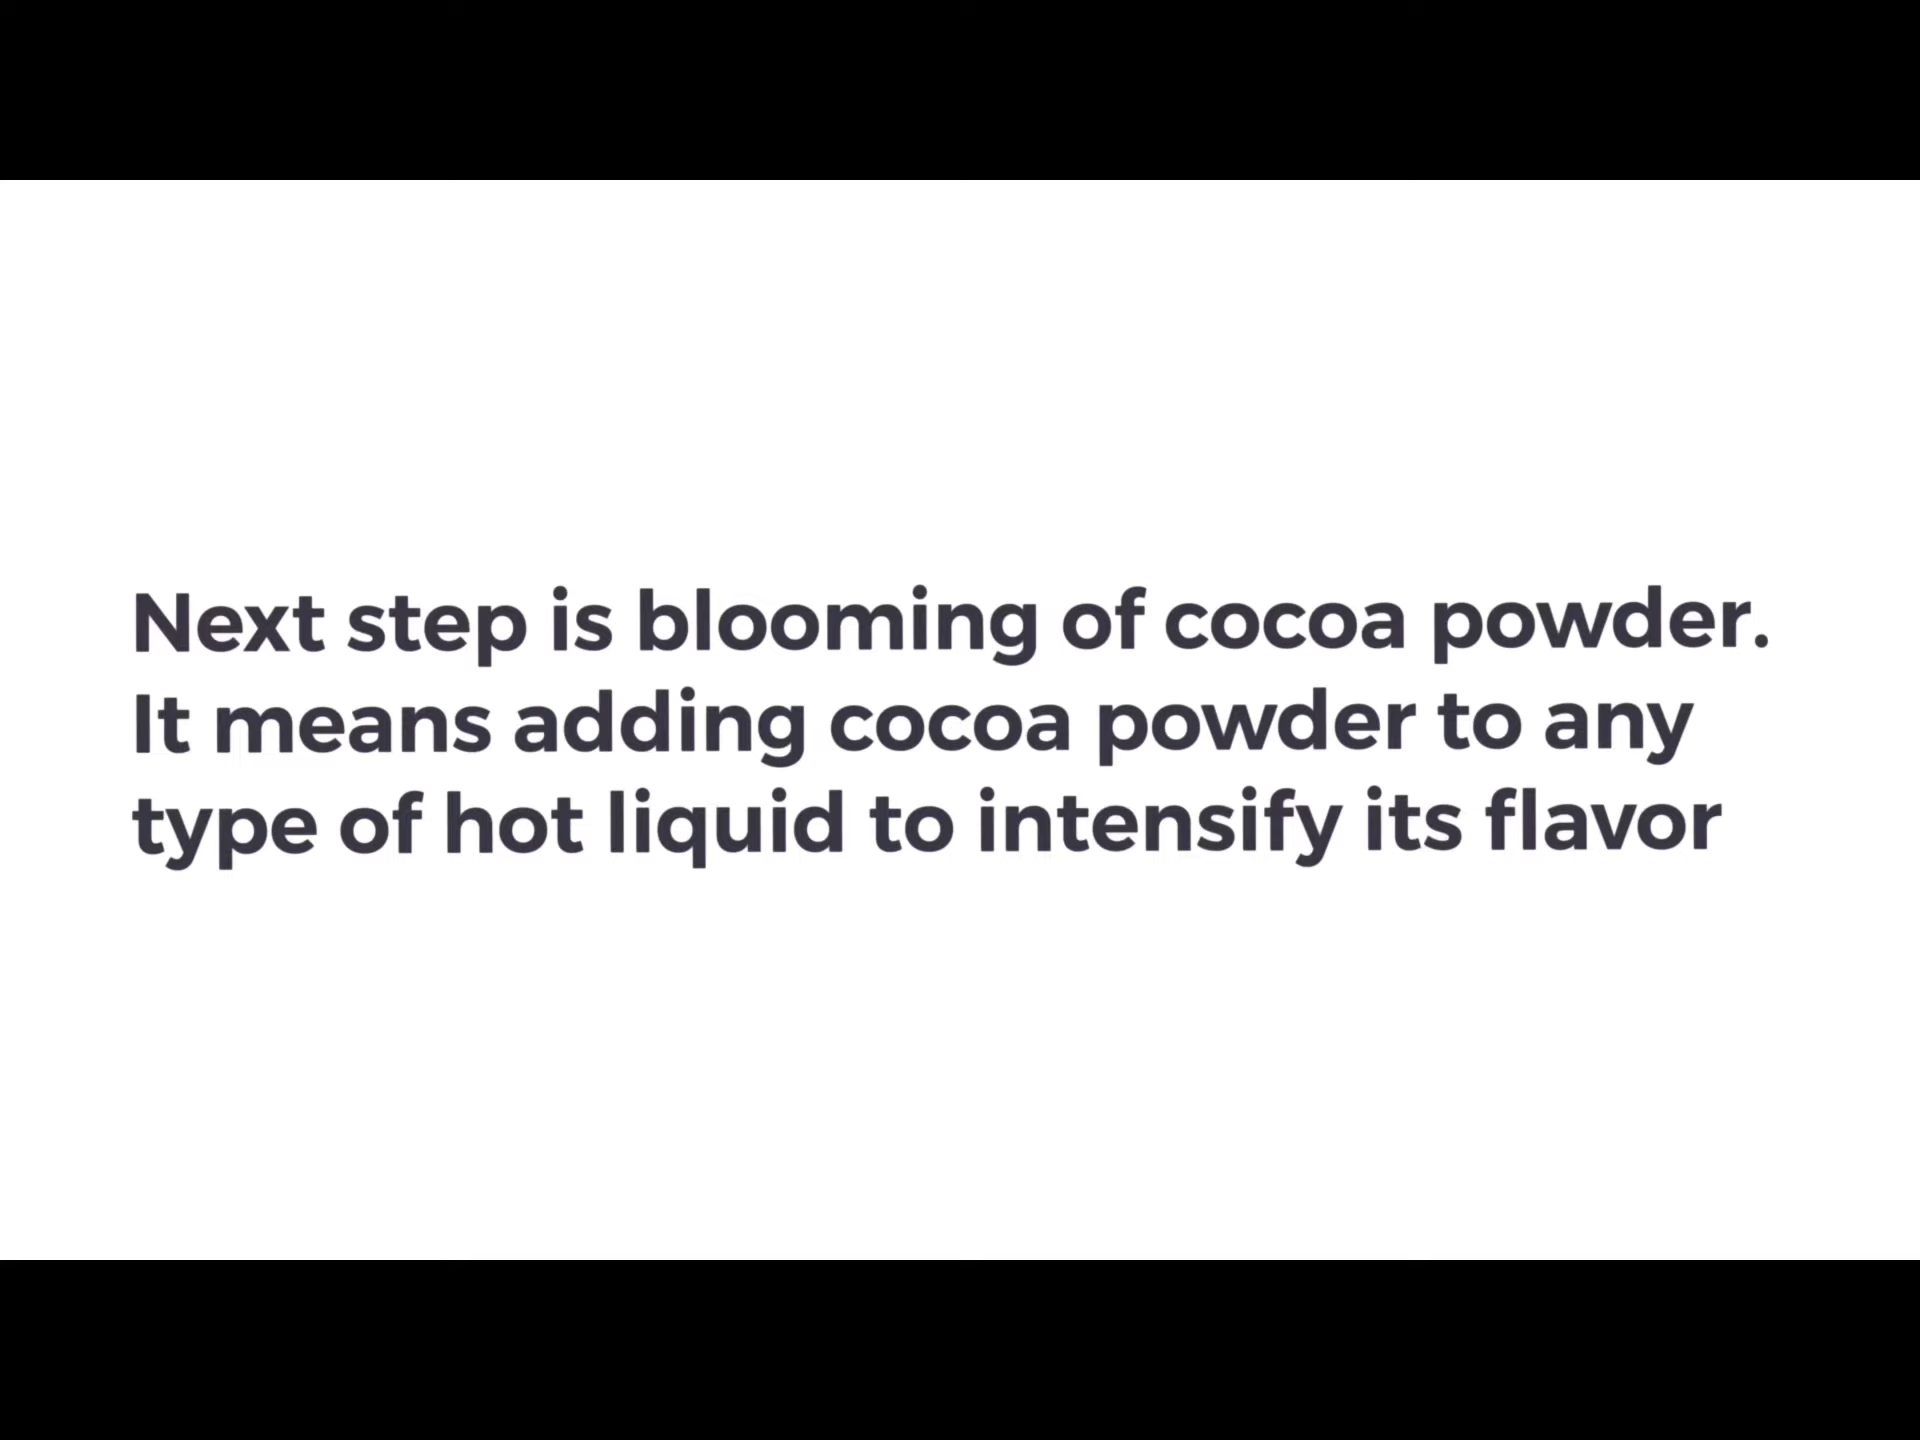 Next step is blooming of cocoa powder.
It means adding cocoa powder to any
type of hot liquid to intensify its flavor